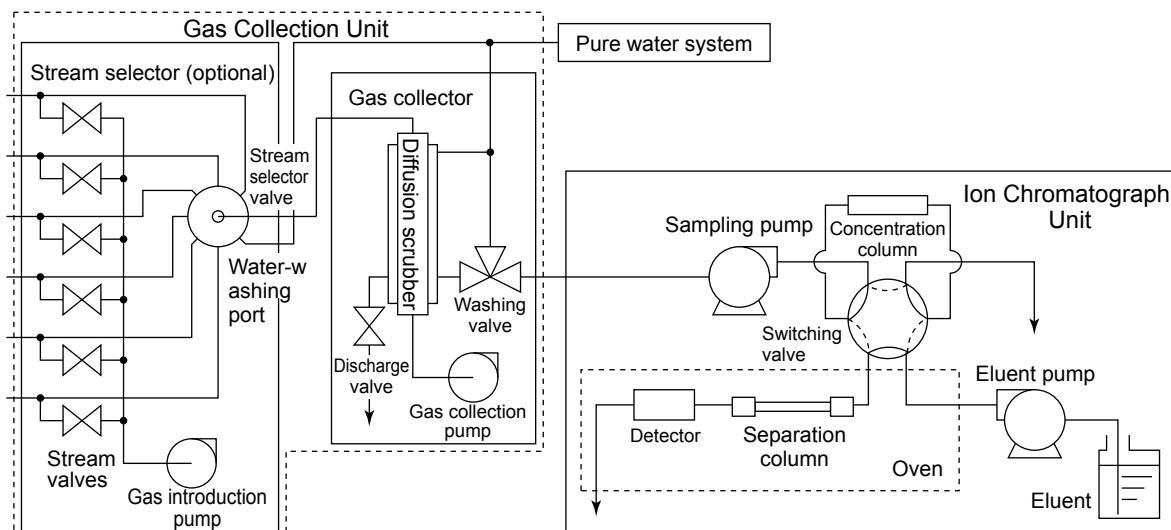 Gas Collection Unit
Pure water system
Stream selector (optional)
Gas collector
Stream
selector
valve
Diffusion scrubber
Water-w
ashing
port
Washing
valve
Discharge
valve
Gas collection
pump
Stream
valves
Gas introduction
pump
Ion Chromatograph
Unit
Sampling pump
Concentration
column
Switching
valve
Eluent pump
Detector
Separation
column
Oven
Eluent